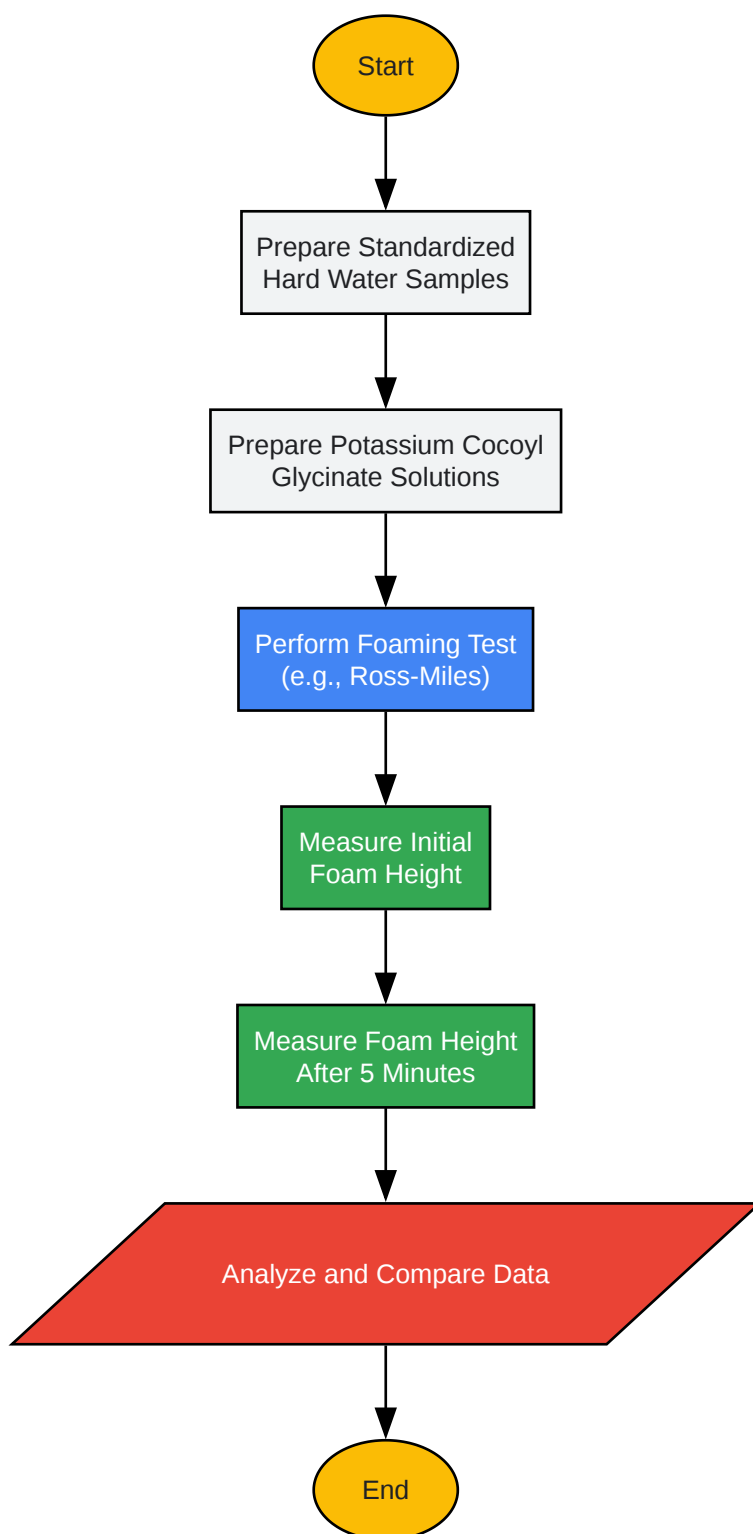 Start
Prepare Standardized
Hard Water Samples
Prepare Potassium Cocoyl
Glycinate Solutions
Perform Foaming Test
(e.g., Ross-Miles)
Measure Initial
Foam Height
Measure Foam Height
After 5 Minutes
Analyze and Compare Data
End